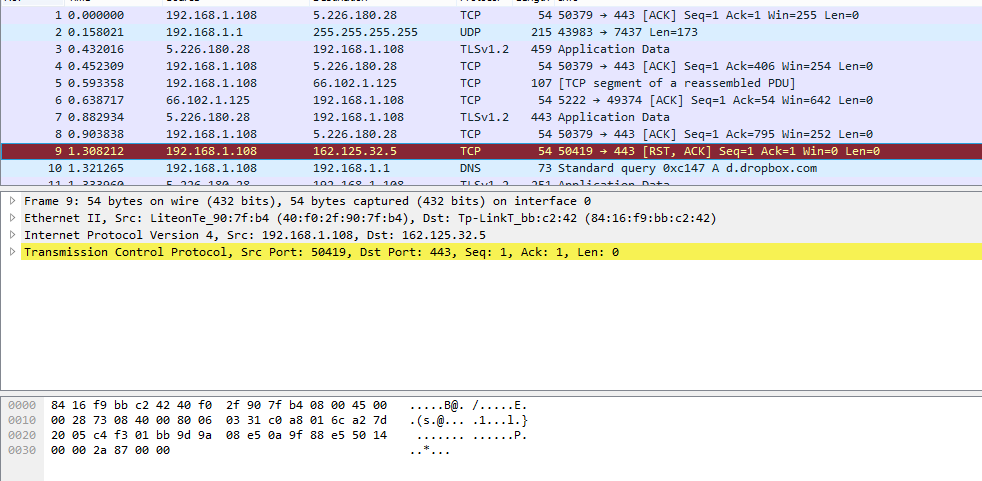 1 0.000000 192.168.1.108 5.226.180.28 TCP 54 50379 → 443 [ACK] Seq=1 Ack=1 Win=255 Len=0
2 0.158021 192.168.1.1 255.255.255.255 UDP 215 43983 → 7437 Len=173
3 0.432016 5.226.180.28 192.168.1.108 TLSv1.2 459 Application Data
4 0.452309 192.168.1.108 5.226.180.28 TCP 54 50379 → 443 [ACK] Seq=1 Ack=406 Win=254 Len=0
5 0.593358 192.168.1.108 66.102.1.125 TCP 107 [TCP segment of a reassembled PDU]
6 0.638717 66.102.1.125 192.168.1.108 TCP 54 5222 → 49374 [ACK] Seq=1 Ack=54 Win=642 Len=0
7 0.882934 5.226.180.28 192.168.1.108 TLSv1.2 443 Application Data
8 0.903838 192.168.1.108 5.226.180.28 TCP 54 50379 → 443 [ACK] Seq=1 Ack=795 Win=252 Len=0
9 1.308212 192.168.1.108 162.125.32.5 TCP 54 50419 → 443 [RST, ACK] Seq=1 Ack=1 Win=0 Len=0
10 1.321265 192.168.1.108 192.168.1.1 DNS 73 Standard query 0xc147 A d.dropbox.com
11 1.333960 5.226.180.28 192.168.1.108 TLSv1.2 251 Application Data
Frame 9: 54 bytes on wire (432 bits), 54 bytes captured (432 bits) on interface 0
Ethernet II, Src: LiteonTe_90:7f:b4 (40:f0:2f:90:7f:b4), Dst: Tp-LinkT_bb:c2:42 (84:16:f9:bb:c2:42)
Internet Protocol Version 4, Src: 192.168.1.108, Dst: 162.125.32.5
Transmission Control Protocol, Src Port: 50419, Dst Port: 443, Seq: 1, Ack: 1, Len: 0
0000 84 16 f9 bb c2 42 40 f0 2f 90 7f b4 08 00 45 00 .....B@. /.....E.
0010 00 28 73 08 40 00 80 06 03 31 c0 a8 01 6c a2 7d .(s.@... .1...l.}
0020 20 05 c4 f3 01 bb 9d 9a 08 e5 0a 9f 88 e5 50 14 ....... ......P.
0030 00 00 2a 87 00 00 ..*...